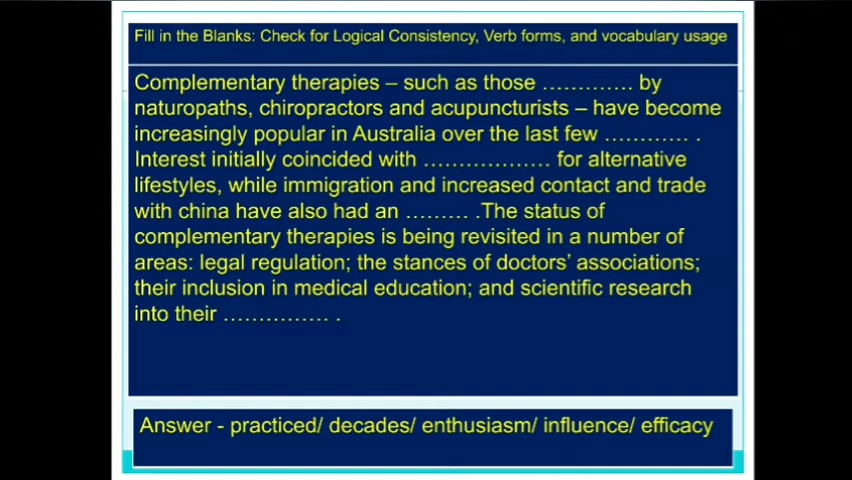 Fill in the Blanks: Check for Logical Consistency, Verb forms, and vocabulary usage
Complementary therapies – such as those …………. by
naturopaths, chiropractors and acupuncturists – have become
increasingly popular in Australia over the last few ………… .
Interest initially coincided with ……………… for alternative
lifestyles, while immigration and increased contact and trade
with china have also had an ……… .The status of
complementary therapies is being revisited in a number of
areas: legal regulation; the stances of doctors’ associations;
their inclusion in medical education; and scientific research
into their …………… .
Answer - practiced/ decades/ enthusiasm/ influence/ efficacy